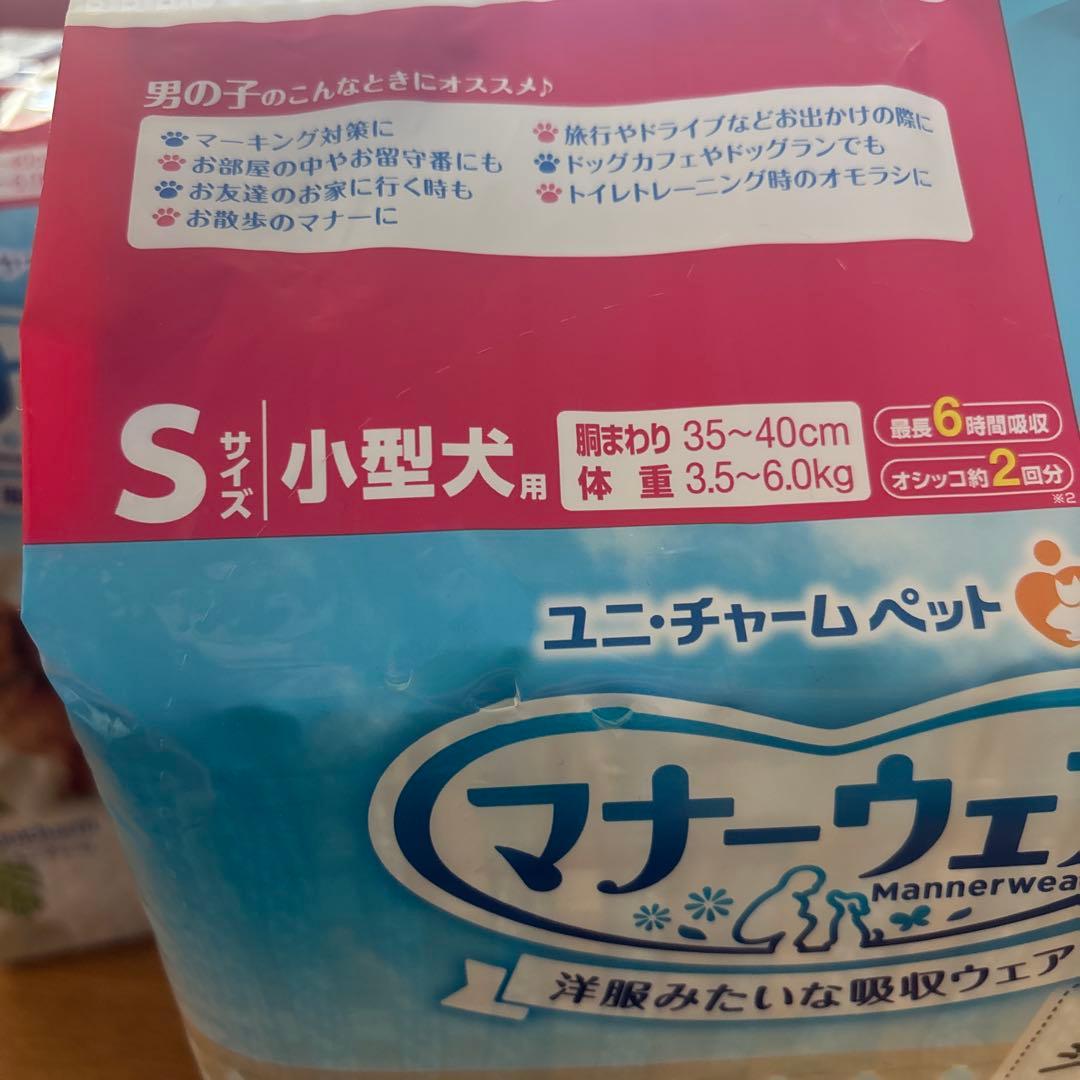 男の子のこんなときにオススメ♪
マーキング対策に
お部屋の中やお留守番にも
お友達のお家に行く時も
お散歩のマナーに
旅行やドライブなどお出かけの際に
ドッグカフェやドッグランでも
トイレトレーニング時のオモラシに
Sサイズ 小型犬用
胴まわり 35~40cm
体重 3.5~6.0kg
最長6時間吸収
オシッコ約2回分
※2
ユニ・チャーム ペット
マナーウェ
Mannerwea
洋服みたいな吸収ウェア